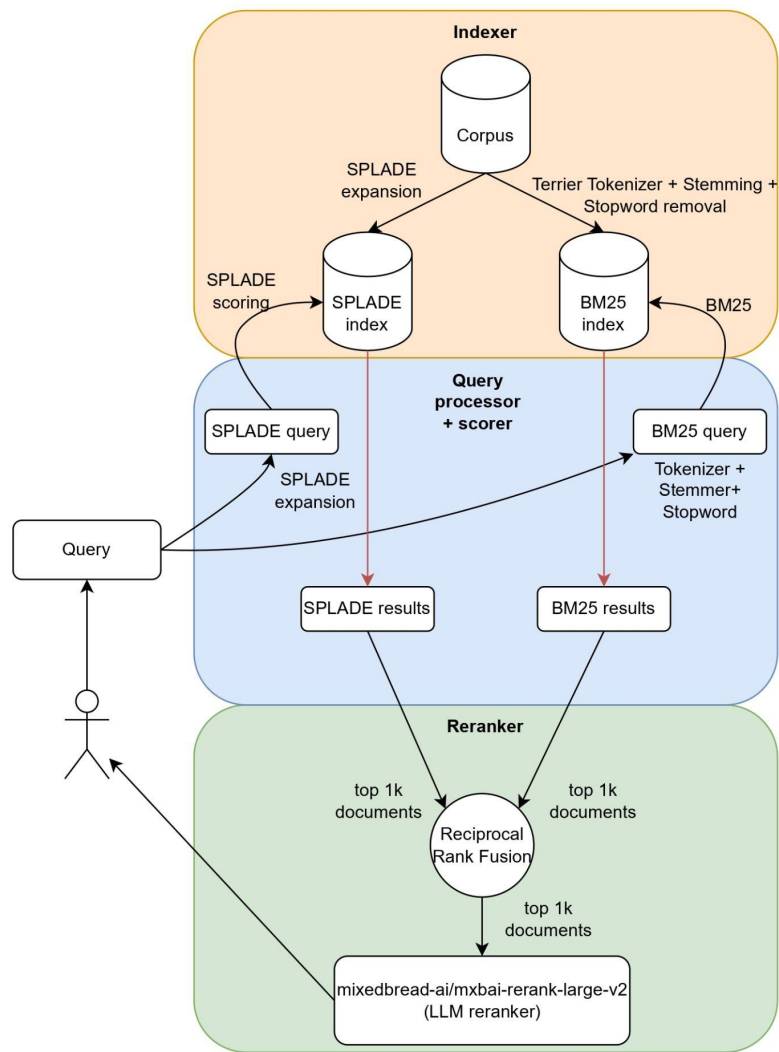 Indexer
Corpus
SPLADE
expansion
Terrier Tokenizer + Stemming +
Stopword removal
SPLADE
scoring
SPLADE
index
BM25
index
BM25
Query
processor
+ scorer
SPLADE query
BM25 query
SPLADE
expansion
Tokenizer +
Stemmer+
Stopword
Query
SPLADE results
BM25 results
Reranker
top 1k
documents
top 1k
documents
Reciprocal
Rank Fusion
top 1k
documents
mixedbread-ai/mxbai-rerank-large-v2
(LLM reranker)